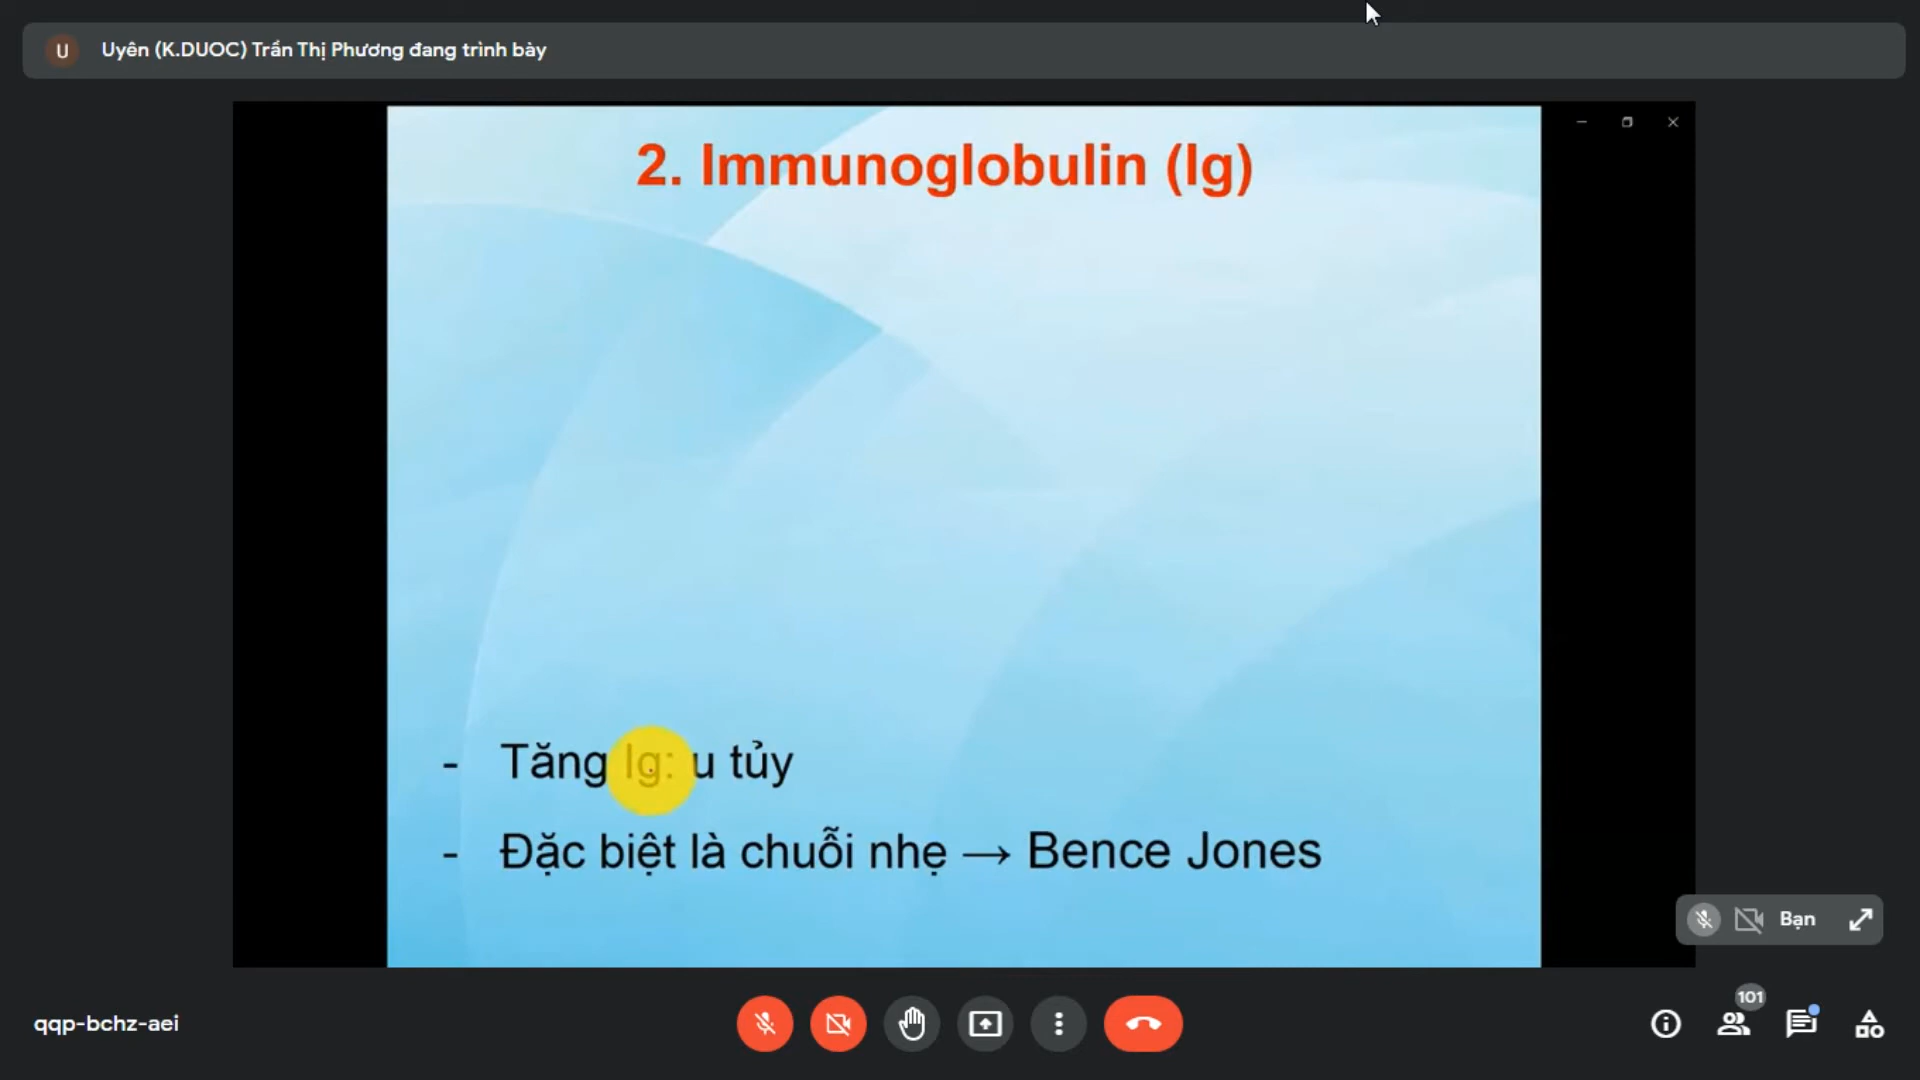 U Uyên (K.DUOC) Trần Thị Phương đang trình bày
2. Immunoglobulin (Ig)
- Tăng Ig: u tủy
- Đặc biệt là chuỗi nhẹ → Bence Jones
Bạn
101
qqp-bchz-aei